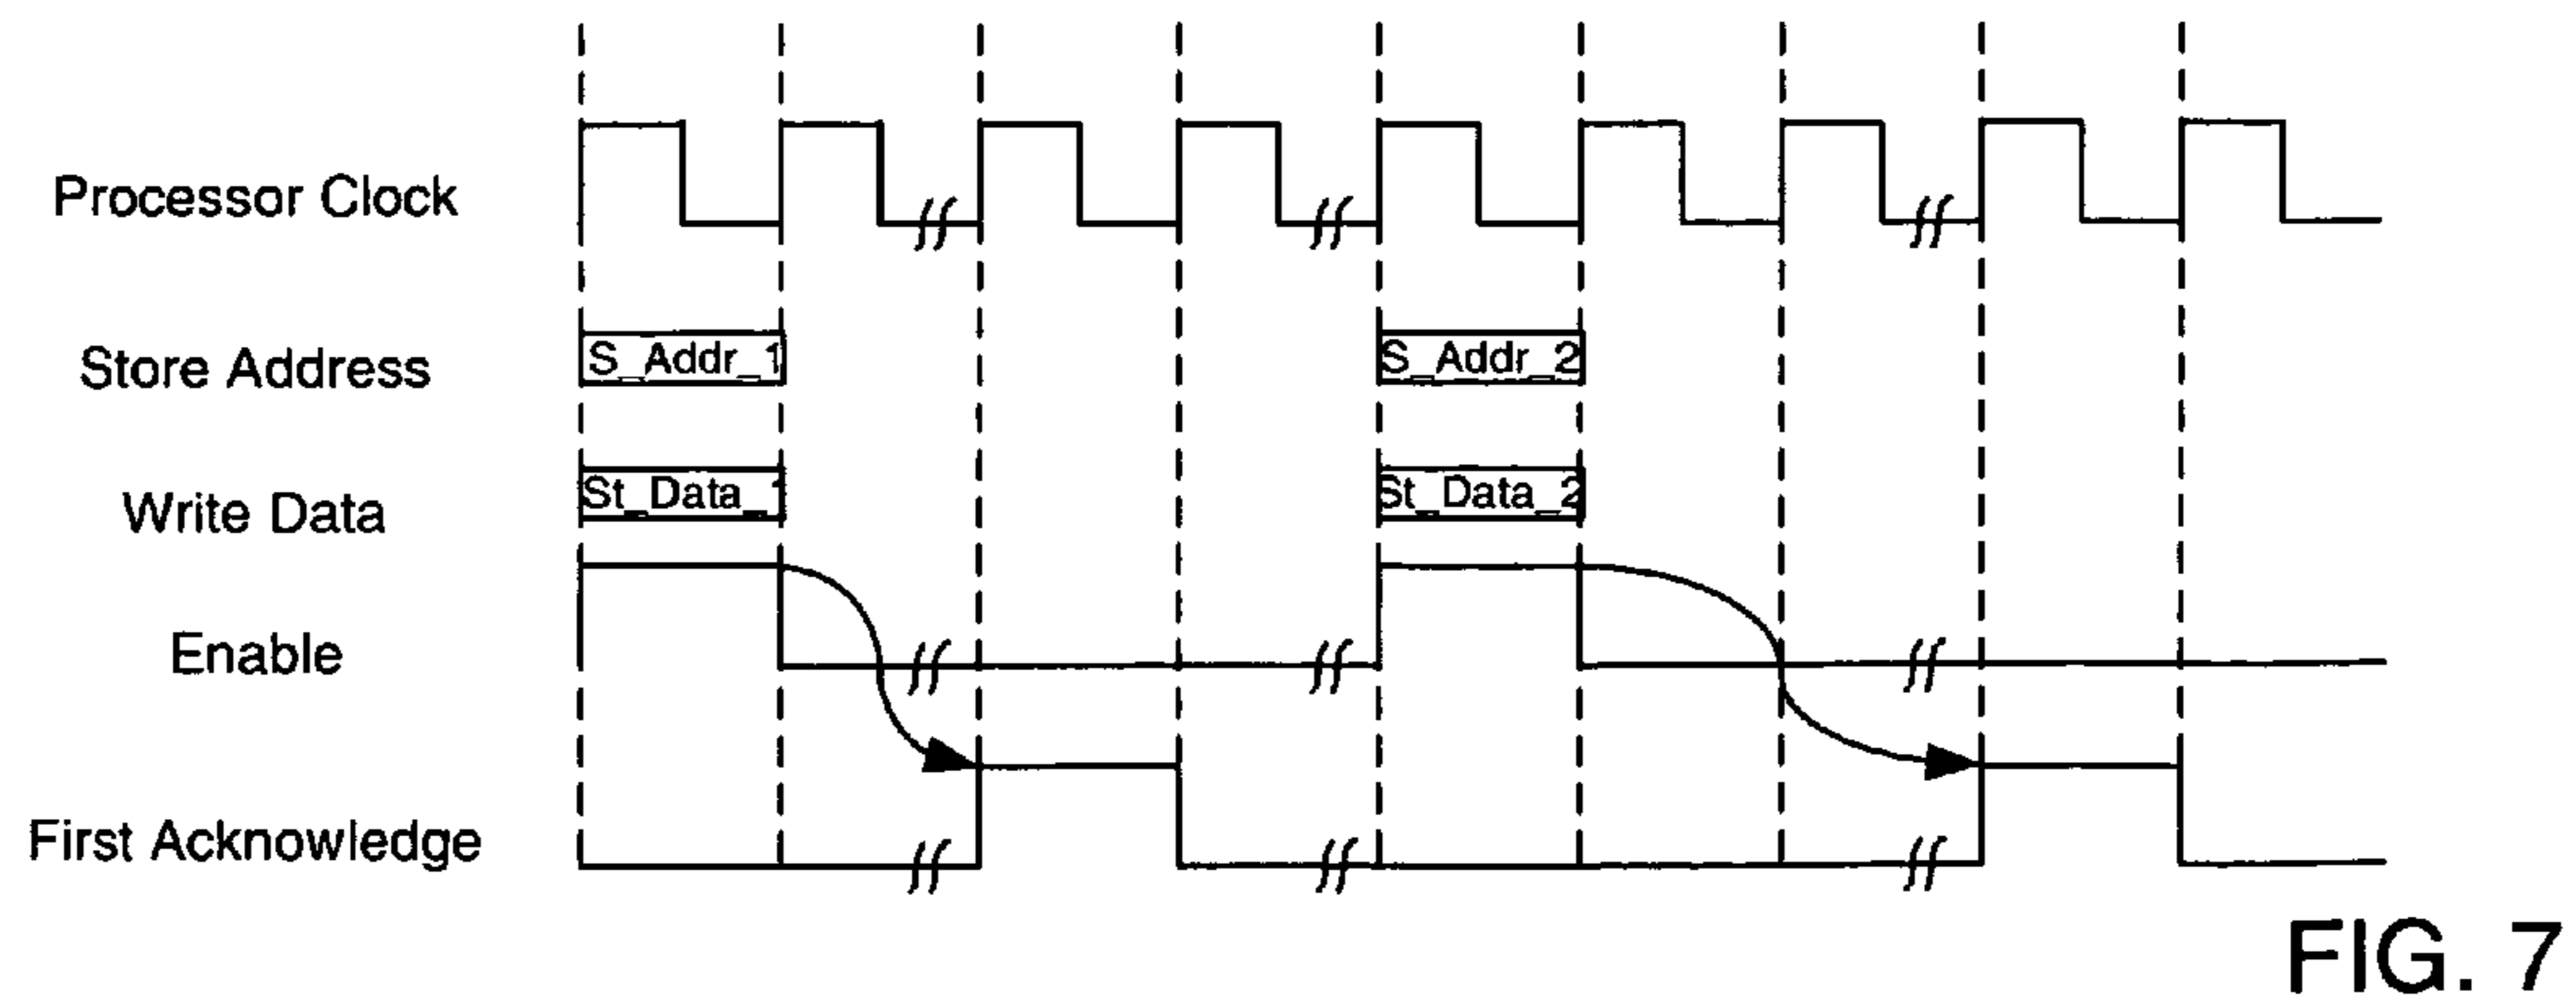 Processor Clock
Store Address
S_Addr_1
S_Addr_2
Write Data
St_Data_1
St_Data_2
Enable
First Acknowledge
FIG. 7